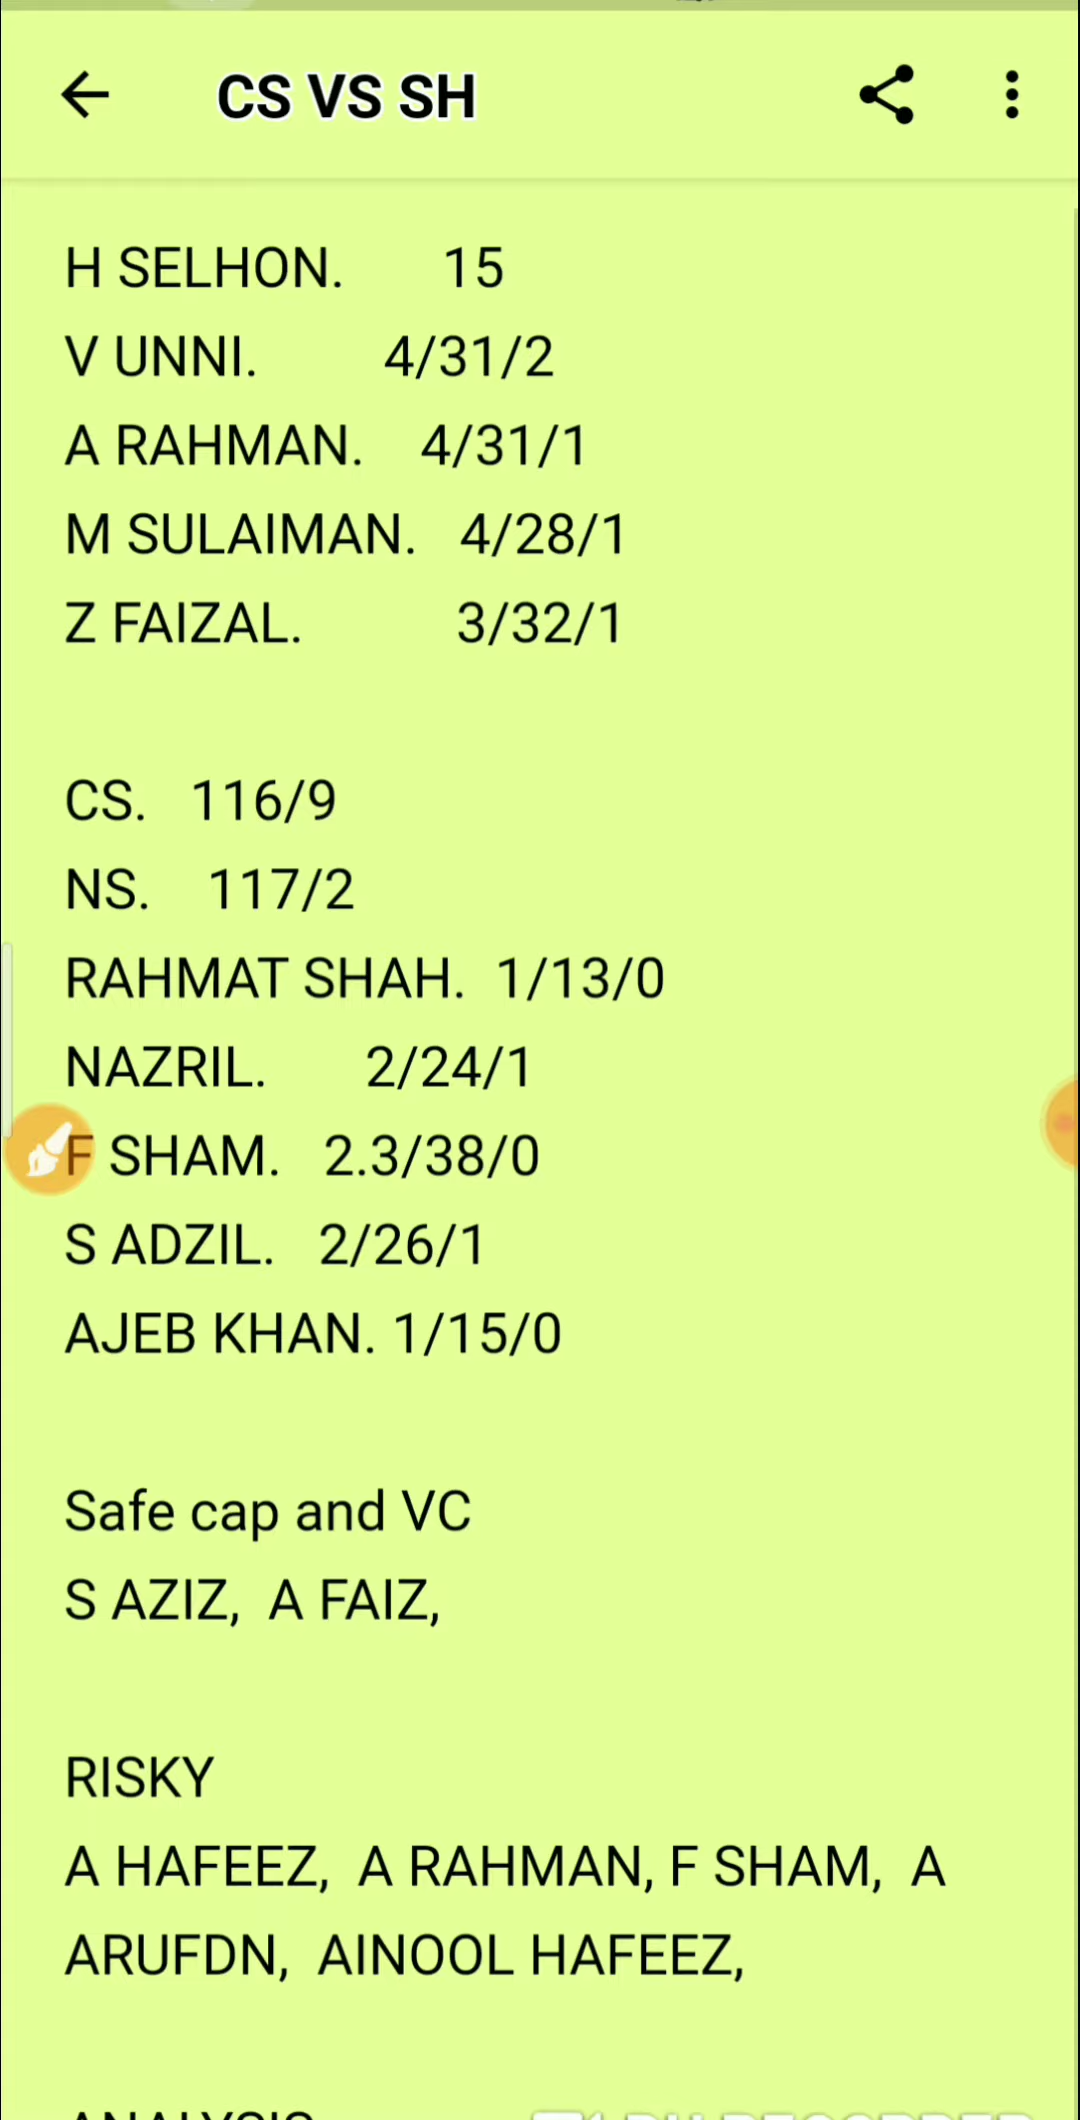 CS VS SH
H SELHON. 15
V UNNI. 4/31/2
A RAHMAN. 4/31/1
M SULAIMAN. 4/28/1
Z FAIZAL. 3/32/1
CS. 116/9
NS. 117/2
RAHMAT SHAH. 1/13/0
NAZRIL. 2/24/1
F SHAM. 2.3/38/0
S ADZIL. 2/26/1
AJEB KHAN. 1/15/0
Safe cap and VC
S AZIZ, A FAIZ,
RISKY
A HAFEEZ, A RAHMAN, F SHAM, A
ARUFDN, AINOOL HAFEEZ,
ANALYSIS